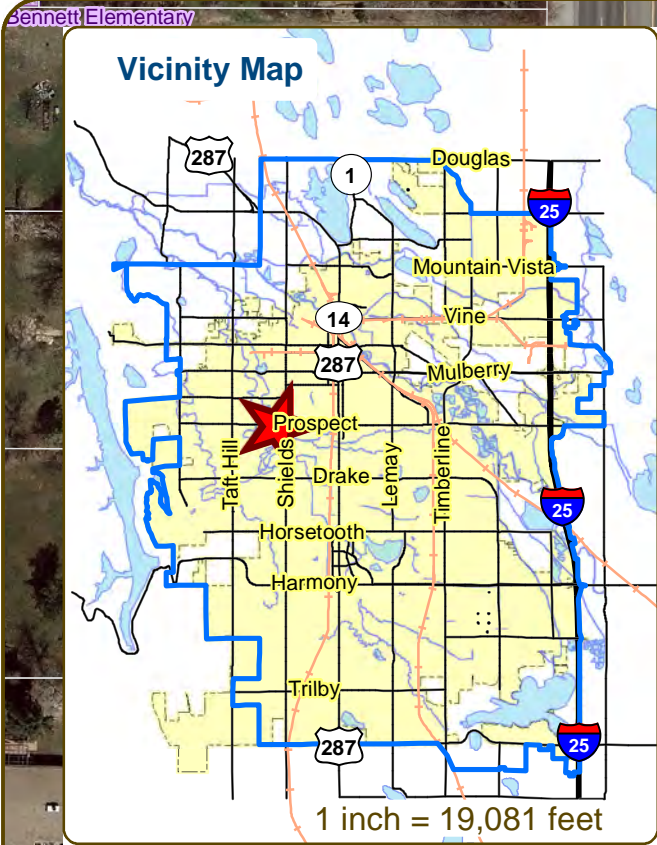 Bennett Elementary
Vicinity Map
287
1
Douglas
25
Mountain-Vista
14
Vine
287
Mulberry
Prospect
Taft-Hill
Shields
Drake
Lemay
Timberline
25
Horsetooth
Harmony
Trilby
287
25
1 inch = 19,081 feet